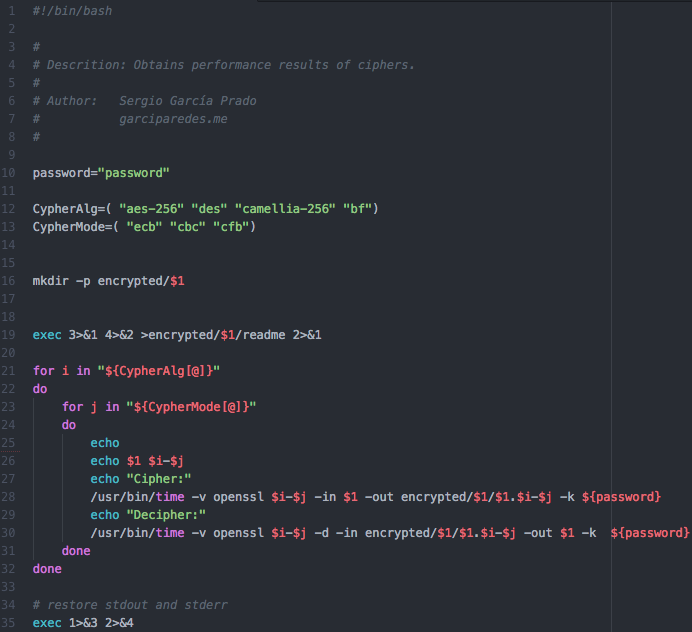 1 #!/bin/bash
2
3 #
4 # Descrition: Obtains performance results of ciphers.
5 #
6 # Author:   Sergio García Prado
7 #           garciparedes.me
8 #
9
10 password="password"
11
12 CypherAlg=( "aes-256" "des" "camellia-256" "bf")
13 CypherMode=( "ecb" "cbc" "cfb")
14
15
16 mkdir -p encrypted/$1
17
18
19 exec 3>&1 4>&2 >encrypted/$1/readme 2>&1
20
21 for i in "${CypherAlg[@]}"
22 do
23     for j in "${CypherMode[@]}"
24     do
25         echo
26         echo $1 $i-$j
27         echo "Cipher:"
28         /usr/bin/time -v openssl $i-$j -in $1 -out encrypted/$1/$1.$i-$j -k ${password}
29         echo "Decipher:"
30         /usr/bin/time -v openssl $i-$j -d -in encrypted/$1/$1.$i-$j -out $1 -k  ${password}
31     done
32 done
33
34 # restore stdout and stderr
35 exec 1>&3 2>&4